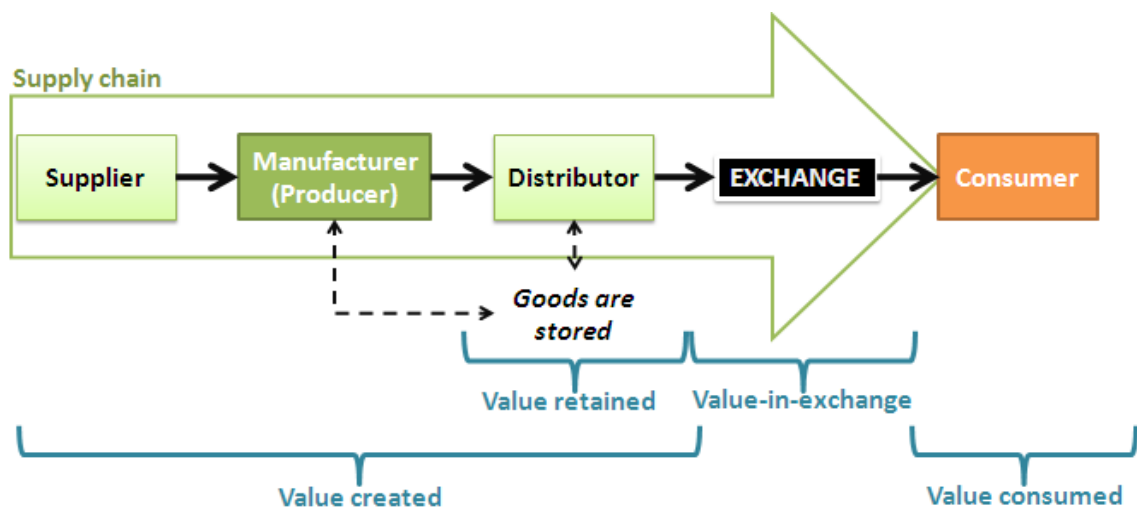 Supply chain
Supplier
Manufacturer
(Producer)
Distributor
EXCHANGE
Consumer
Goods are
stored
Value retained
Value-in-exchange
Value created
Value consumed